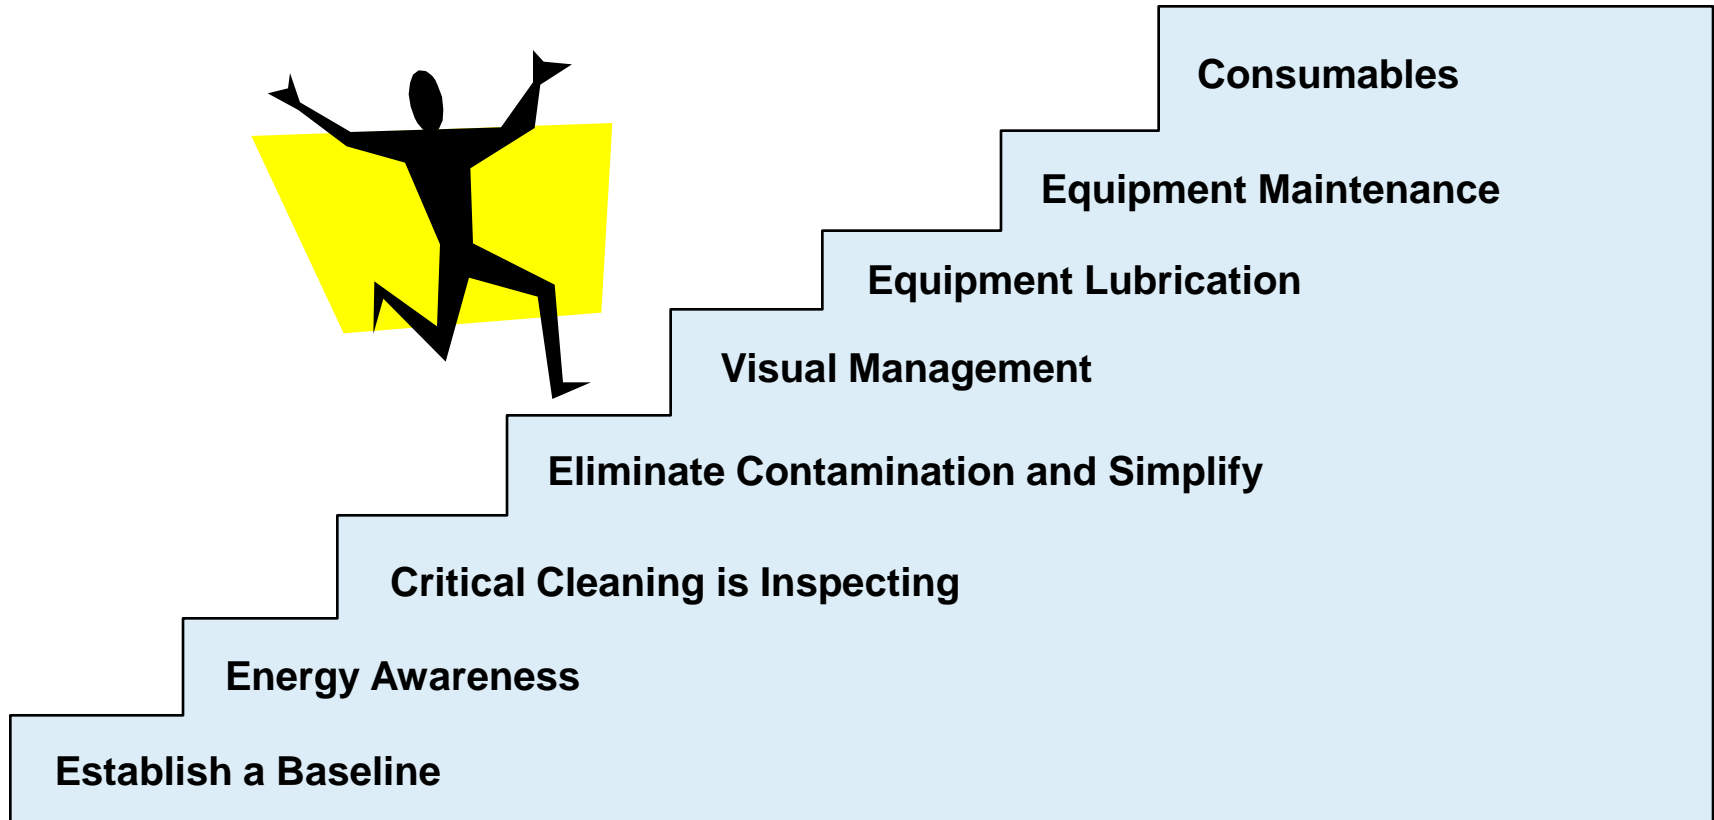 Consumables
Equipment Maintenance
Equipment Lubrication
Visual Management
Eliminate Contamination and Simplify
Critical Cleaning is Inspecting
Energy Awareness
Establish a Baseline